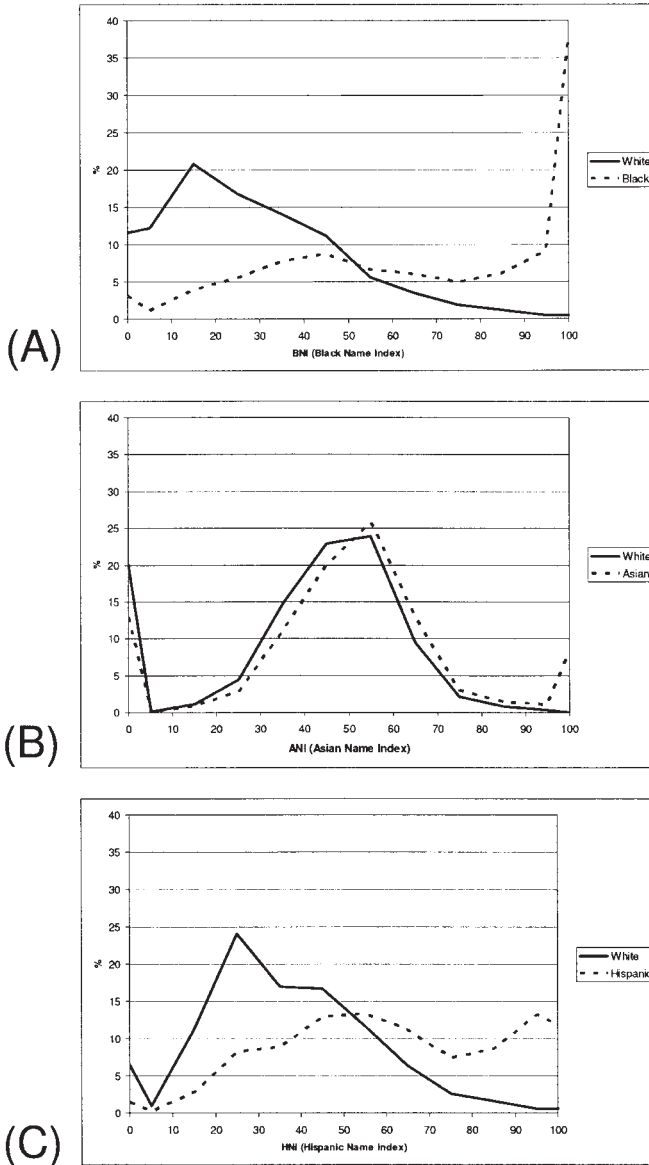 (A)
40
35
30
25
20
15
10
5
0
%
0 10 20 30 40 50 60 70 80 90 100
BNI (Black Name Index)
White
Black
(B)
40
35
30
25
20
15
10
5
0
%
0 10 20 30 40 50 60 70 80 90 100
ANI (Asian Name Index)
White
Asian
(C)
40
35
30
25
20
15
10
5
0
%
0 10 20 30 40 50 60 70 80 90 100
HNI (Hispanic Name Index)
White
Hispanic